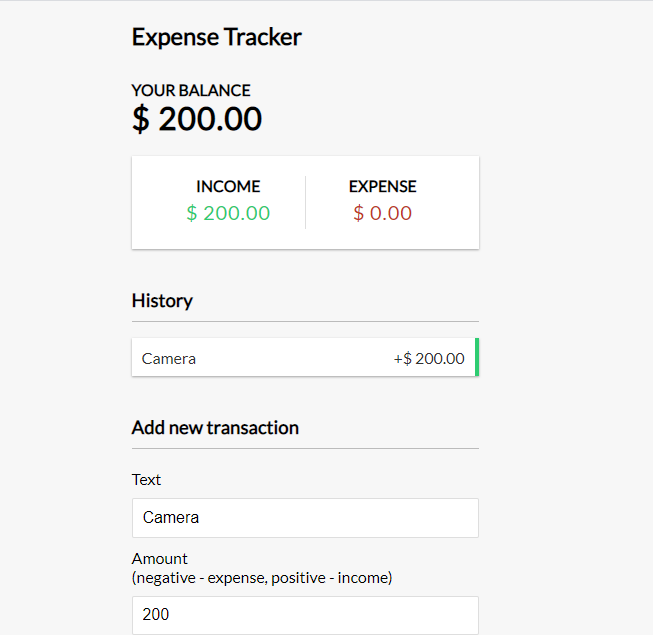 Expense Tracker
YOUR BALANCE
$ 200.00
INCOME EXPENSE
$ 200.00 $ 0.00
History
Camera +$ 200.00
Add new transaction
Text
Camera
Amount
(negative - expense, positive - income)
200